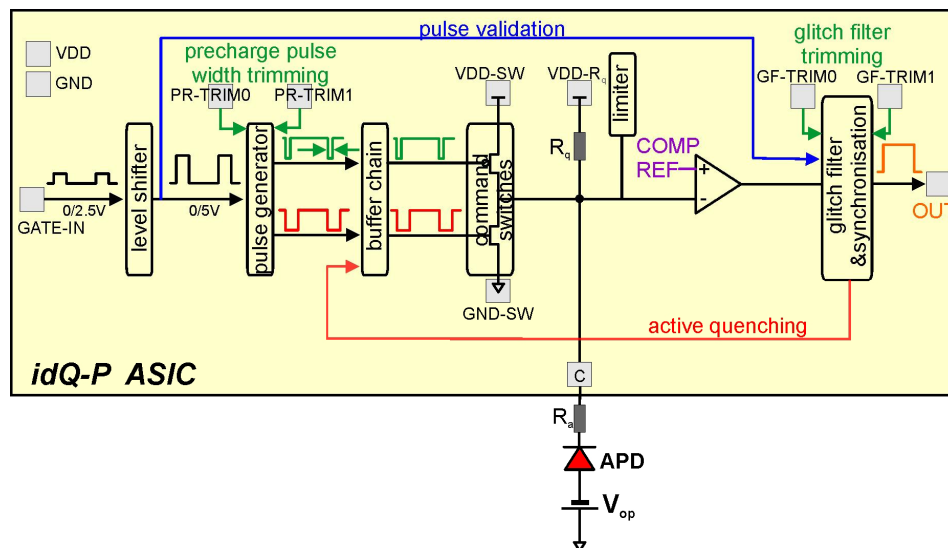 pulse validation
VDD
GND
precharge pulse
width trimming
PR-TRIM0
PR-TRIM1
VDD-SW
VDD-Rq
limiter
glitch filter
trimming
GF-TRIM0
GF-TRIM1
GATE-IN
0/2.5V
level shifter
0/5V
pulse generator
buffer chain
command
switches
Rq
COMP
REF
+
-
glitch filter
&synchronisation
OUT
GND-SW
active quenching
idQ-P ASIC
C
Ra
APD
Vop